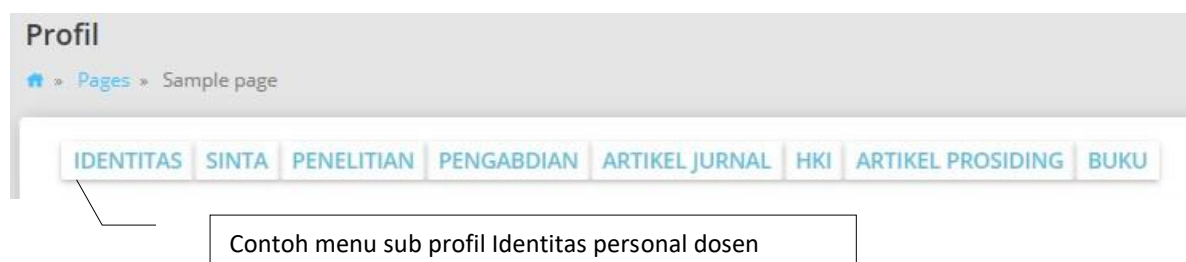 Profil
» Pages » Sample page
IDENTITAS SINTA PENELITIAN PENGABDIAN ARTIKEL JURNAL HKI ARTIKEL PROSIDING BUKU
Contoh menu sub profil Identitas personal dosen